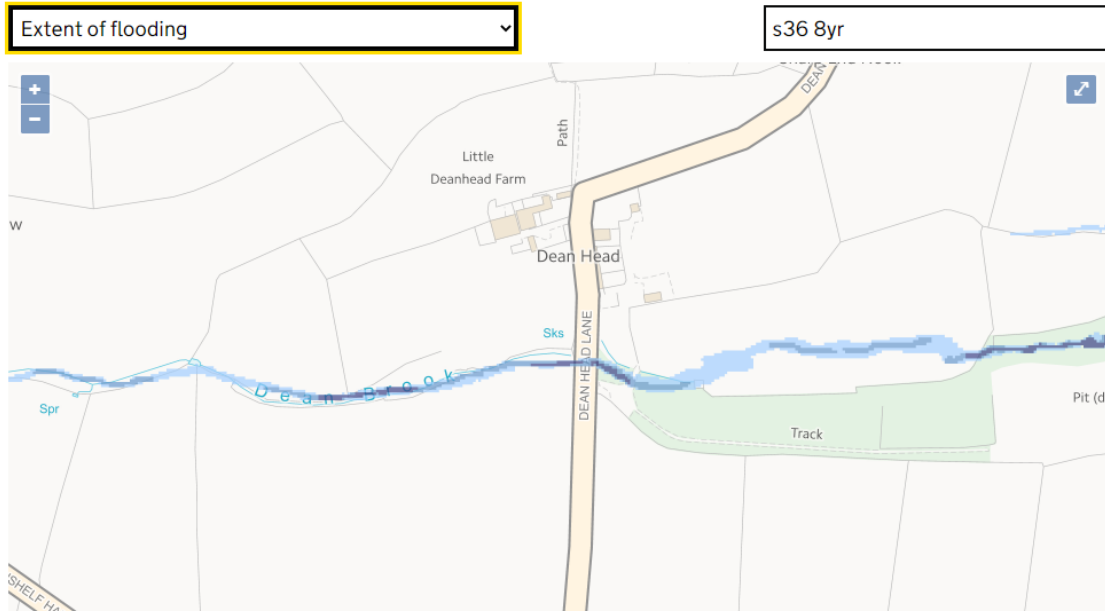 Extent of flooding
s36 8yr
+
−
DEAN
Path
Little
Deanhead Farm
w
Dean Head
Sks
DEAN HEAD LANE
Dean Brook
Spr
Pit (d
Track